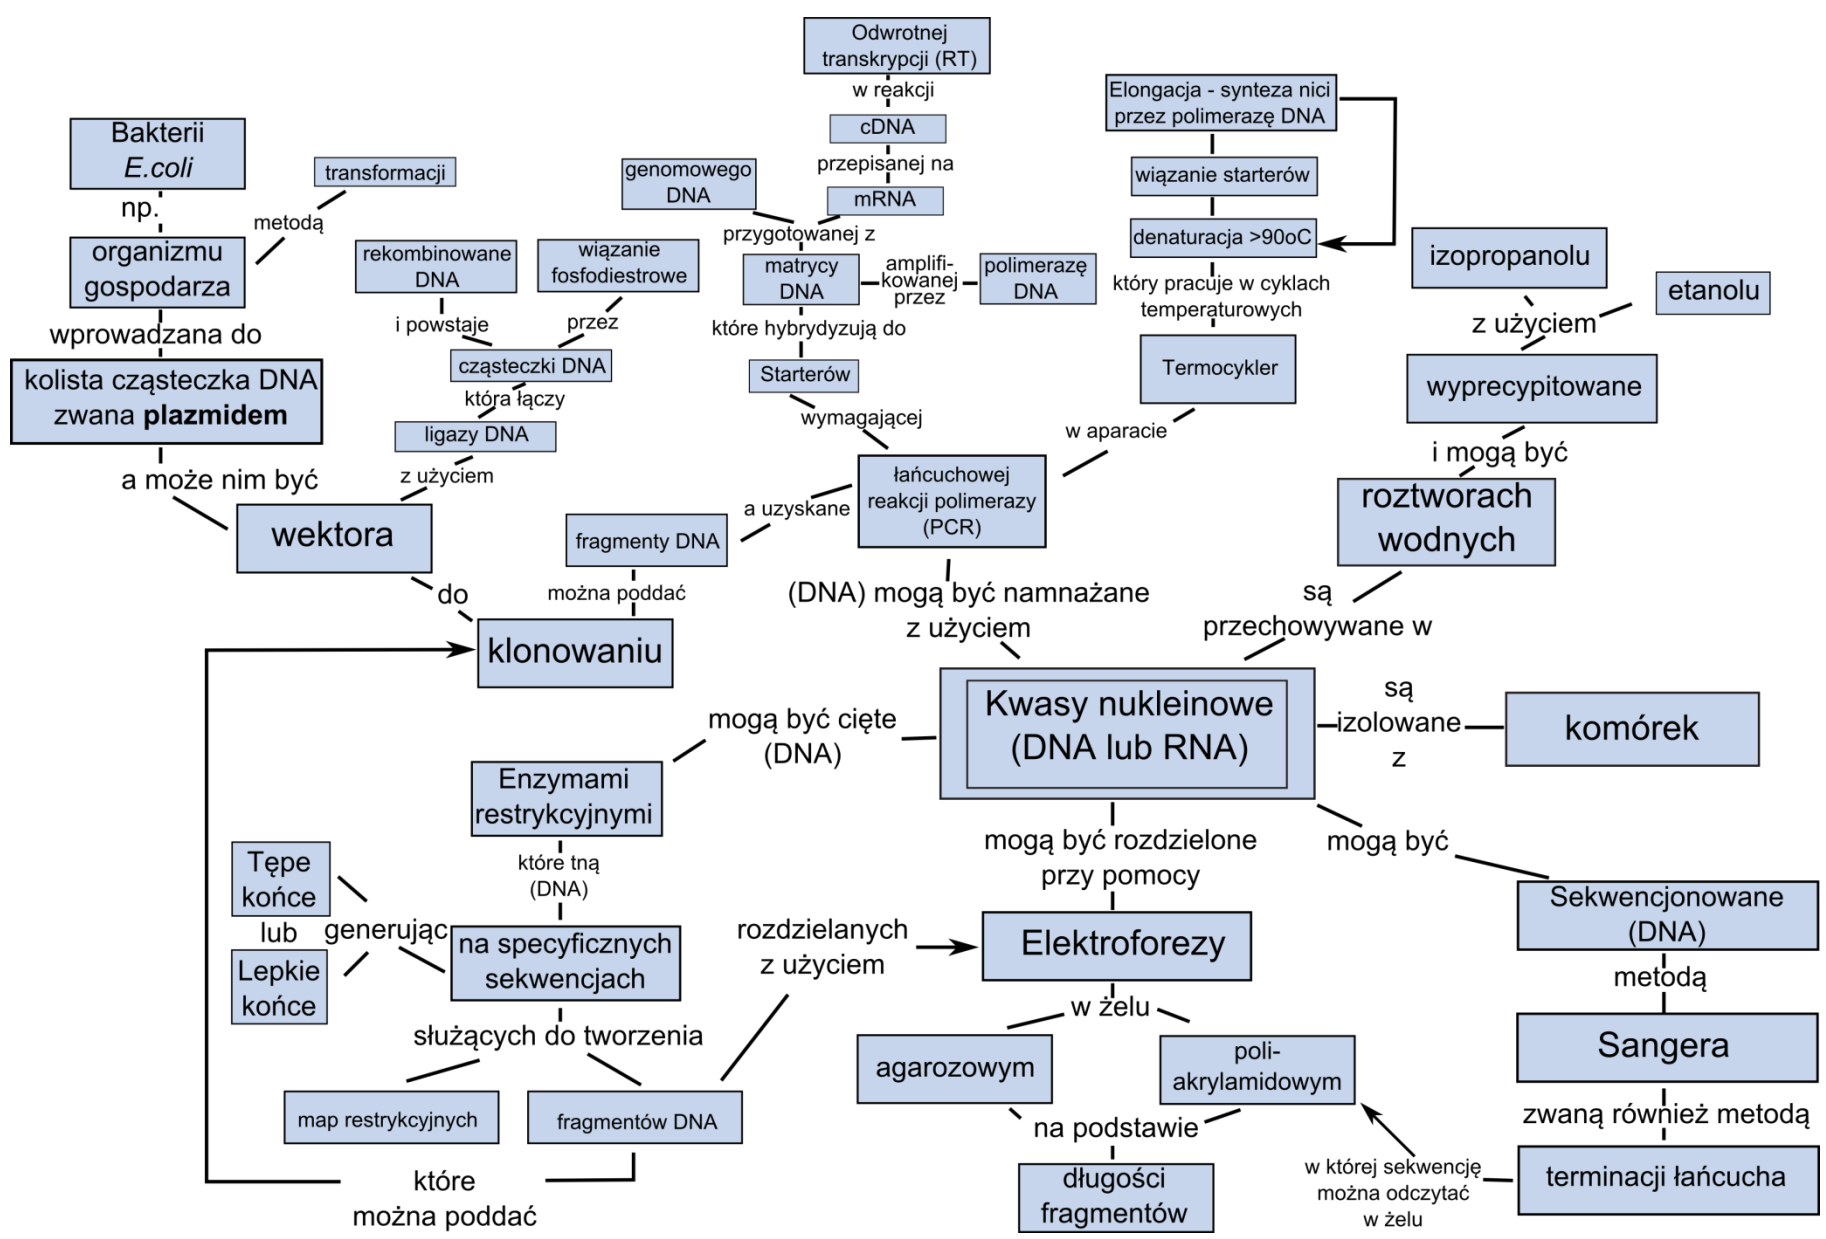 Odwrotnej
transkrypcji (RT)
w reakcji
cDNA
przepisanej na
mRNA
genomowego
DNA
przygotowanej z
matrycy
DNA
amplifi-
kowanej
przez
polimerazę
DNA
które hybrydyzują do
Starterów
wymagającej
Elongacja - synteza nici
przez polimerazę DNA
wiązanie starterów
denaturacja >90oC
który pracuje w cyklach
temperaturowych
Termocykler
w aparacie
łańcuchowej
reakcji polimerazy
(PCR)
a uzyskane
fragmenty DNA
można poddać
Bakterii
E.coli
np.
transformacji
metodą
organizmu
gospodarza
wprowadzana do
kolista cząsteczka DNA
zwana plazmidem
a może nim być
rekombinowane
DNA
wiązanie
fosfodiestrowe
i powstaje
przez
cząsteczki DNA
która łączy
ligazy DNA
z użyciem
wektora
do
klonowaniu
izopropanolu
etanolu
z użyciem
wyprecypitowane
i mogą być
roztworach
wodnych
są
przechowywane w
(DNA) mogą być namnażane
z użyciem
Kwasy nukleinowe
(DNA lub RNA)
są
izolowane
z
komórek
mogą być cięte
(DNA)
Enzymami
restrykcyjnymi
które tną
(DNA)
na specyficznych
sekwencjach
generując
Tępe
końce
lub
Lepkie
końce
służących do tworzenia
map restrykcyjnych
fragmentów DNA
które
można poddać
rozdzielanych
z użyciem
mogą być rozdzielone
przy pomocy
Elektroforezy
w żelu
agarozowym
poli-
akrylamidowym
na podstawie
długości
fragmentów
mogą być
Sekwencjonowane
(DNA)
metodą
Sangera
zwaną również metodą
terminacji łańcucha
w której sekwencję
można odczytać
w żelu